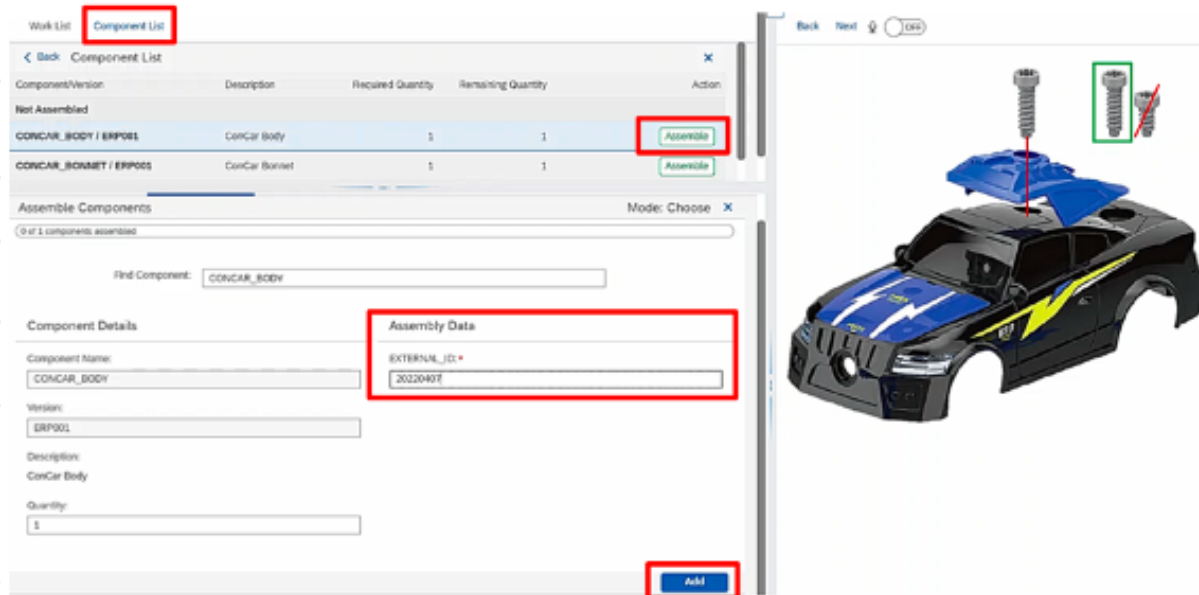 Work List Component List
Back Component List
Component/Version Description Required Quantity Remaining Quantity Action
Not Assembled
CONCAR_BODY / ERP001 ConCar Body 1 1 Assemble
CONCAR_BONNET / ERP001 ConCar Bonnet 1 1 Assemble
Assemble Components Mode: Choose
0 of 1 components assembled
Find Component: CONCAR_BODY
Component Details
Component Name:
CONCAR_BODY
Version:
ERP001
Description:
ConCar Body
Quantity:
1
Assembly Data
EXTERNAL_ID:*
20220407
Add
Back Next OFF